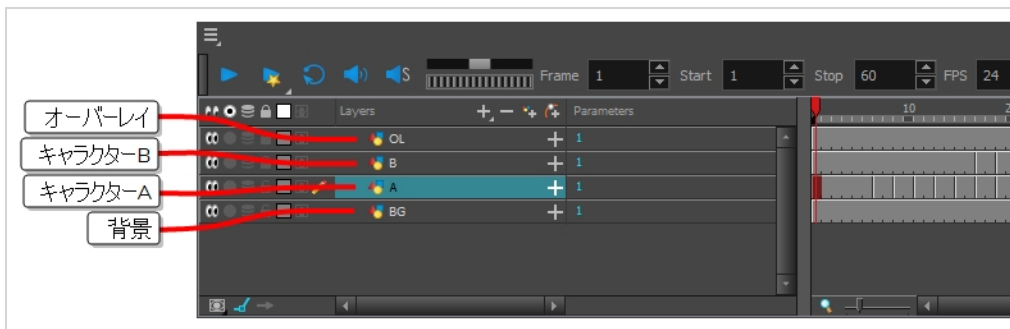 Frame 1 Start 1 Stop 60 FPS 24
Layers Parameters 10 2
オーバーレイ OL 1
キャラクターB B 1
キャラクターA A 1
背景 BG 1